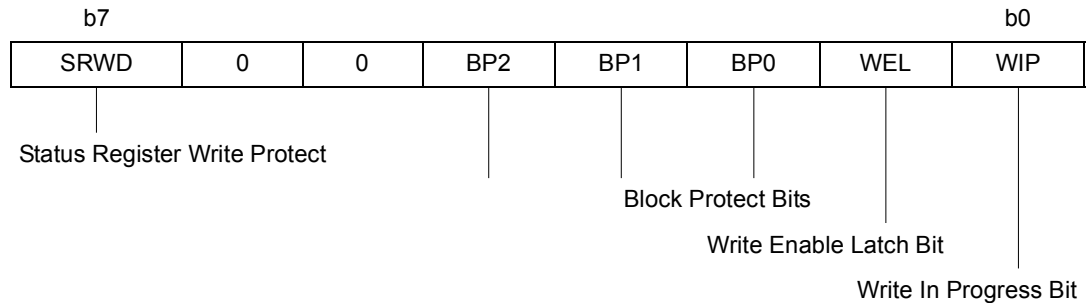 b7 b0
SRWD 0 0 BP2 BP1 BP0 WEL WIP
Status Register Write Protect
Block Protect Bits
Write Enable Latch Bit
Write In Progress Bit